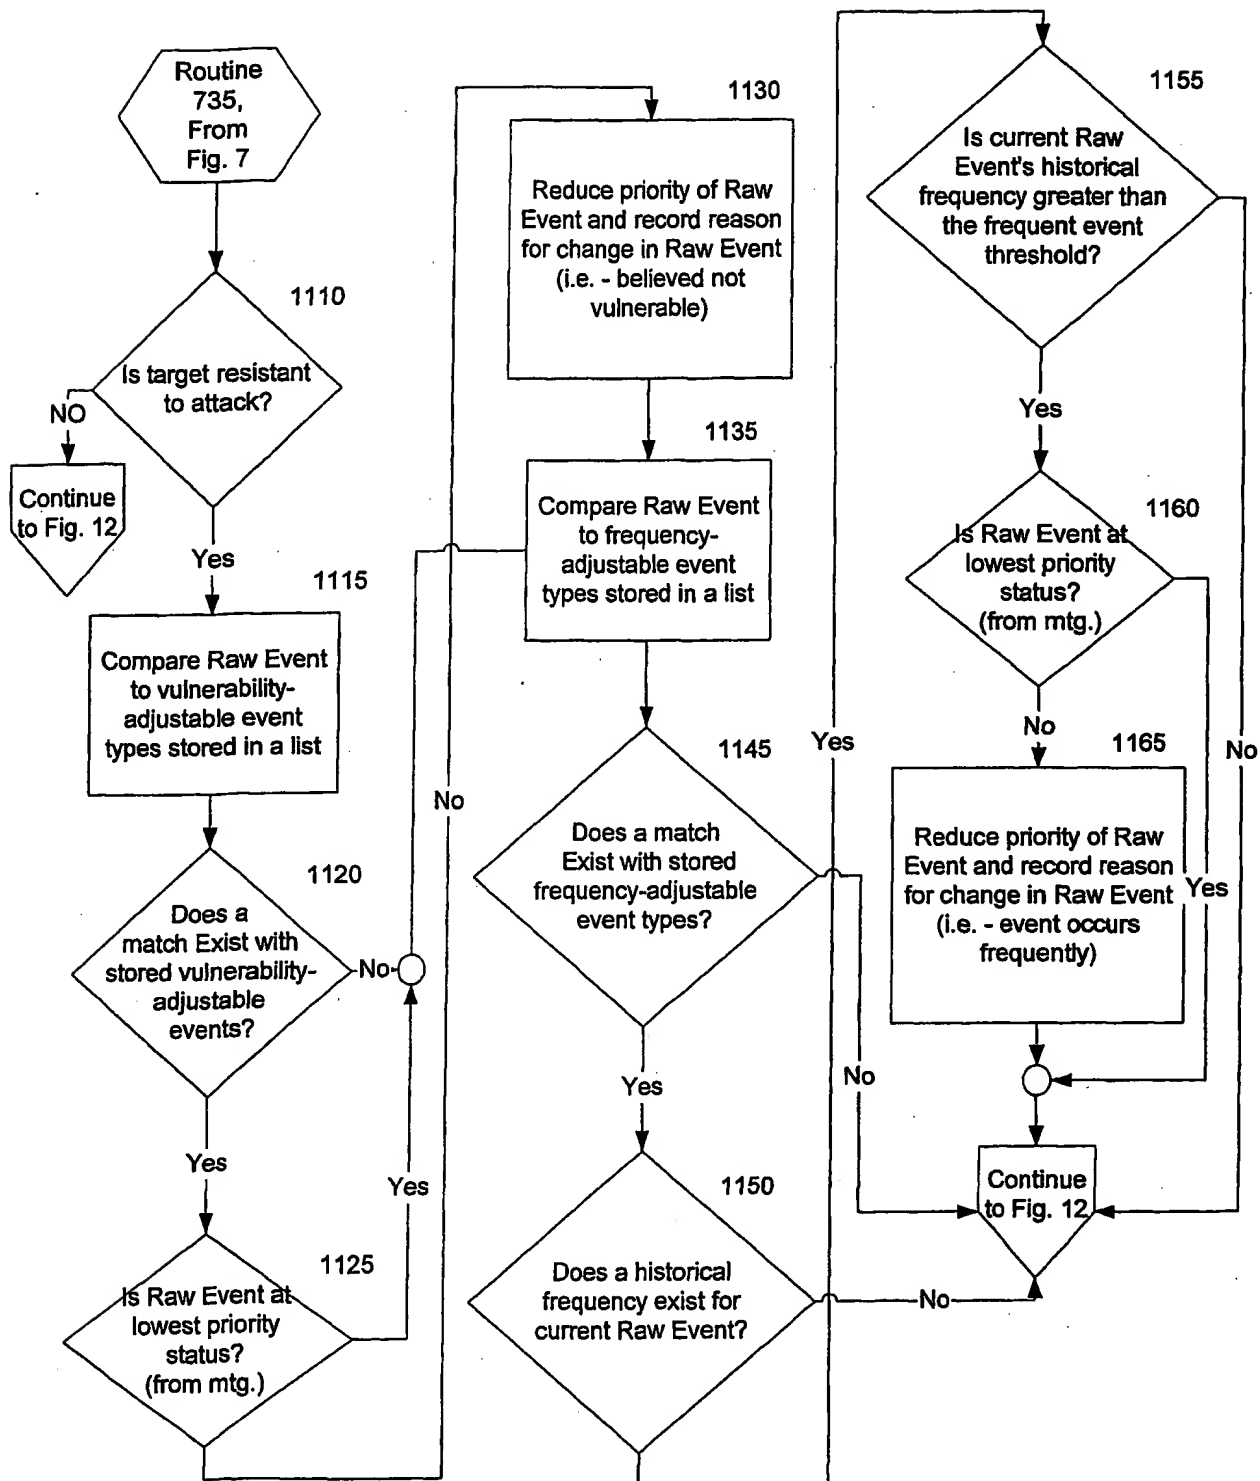 Routine
735,
From
Fig. 7
1110
Is target resistant
to attack?
NO
Continue
to Fig. 12
Yes
1115
Compare Raw Event
to vulnerability-
adjustable event
types stored in a list
1120
Does a
match Exist with
stored vulnerability-
adjustable
events?
No
Yes
Yes
1125
Is Raw Event at
lowest priority
status?
(from mtg.)
No
1130
Reduce priority of Raw
Event and record reason
for change in Raw Event
(i.e. - believed not
vulnerable)
1135
Compare Raw Event
to frequency-
adjustable event
types stored in a list
1145
Does a match
Exist with stored
frequency-adjustable
event types?
Yes
No
1150
Does a historical
frequency exist for
current Raw Event?
No
Yes
1155
Is current Raw
Event's historical
frequency greater than
the frequent event
threshold?
Yes
No
1160
Is Raw Event at
lowest priority
status?
(from mtg.)
No
1165
Reduce priority of Raw
Event and record reason
for change in Raw Event
(i.e. - event occurs
frequently)
Yes
Continue
to Fig. 12